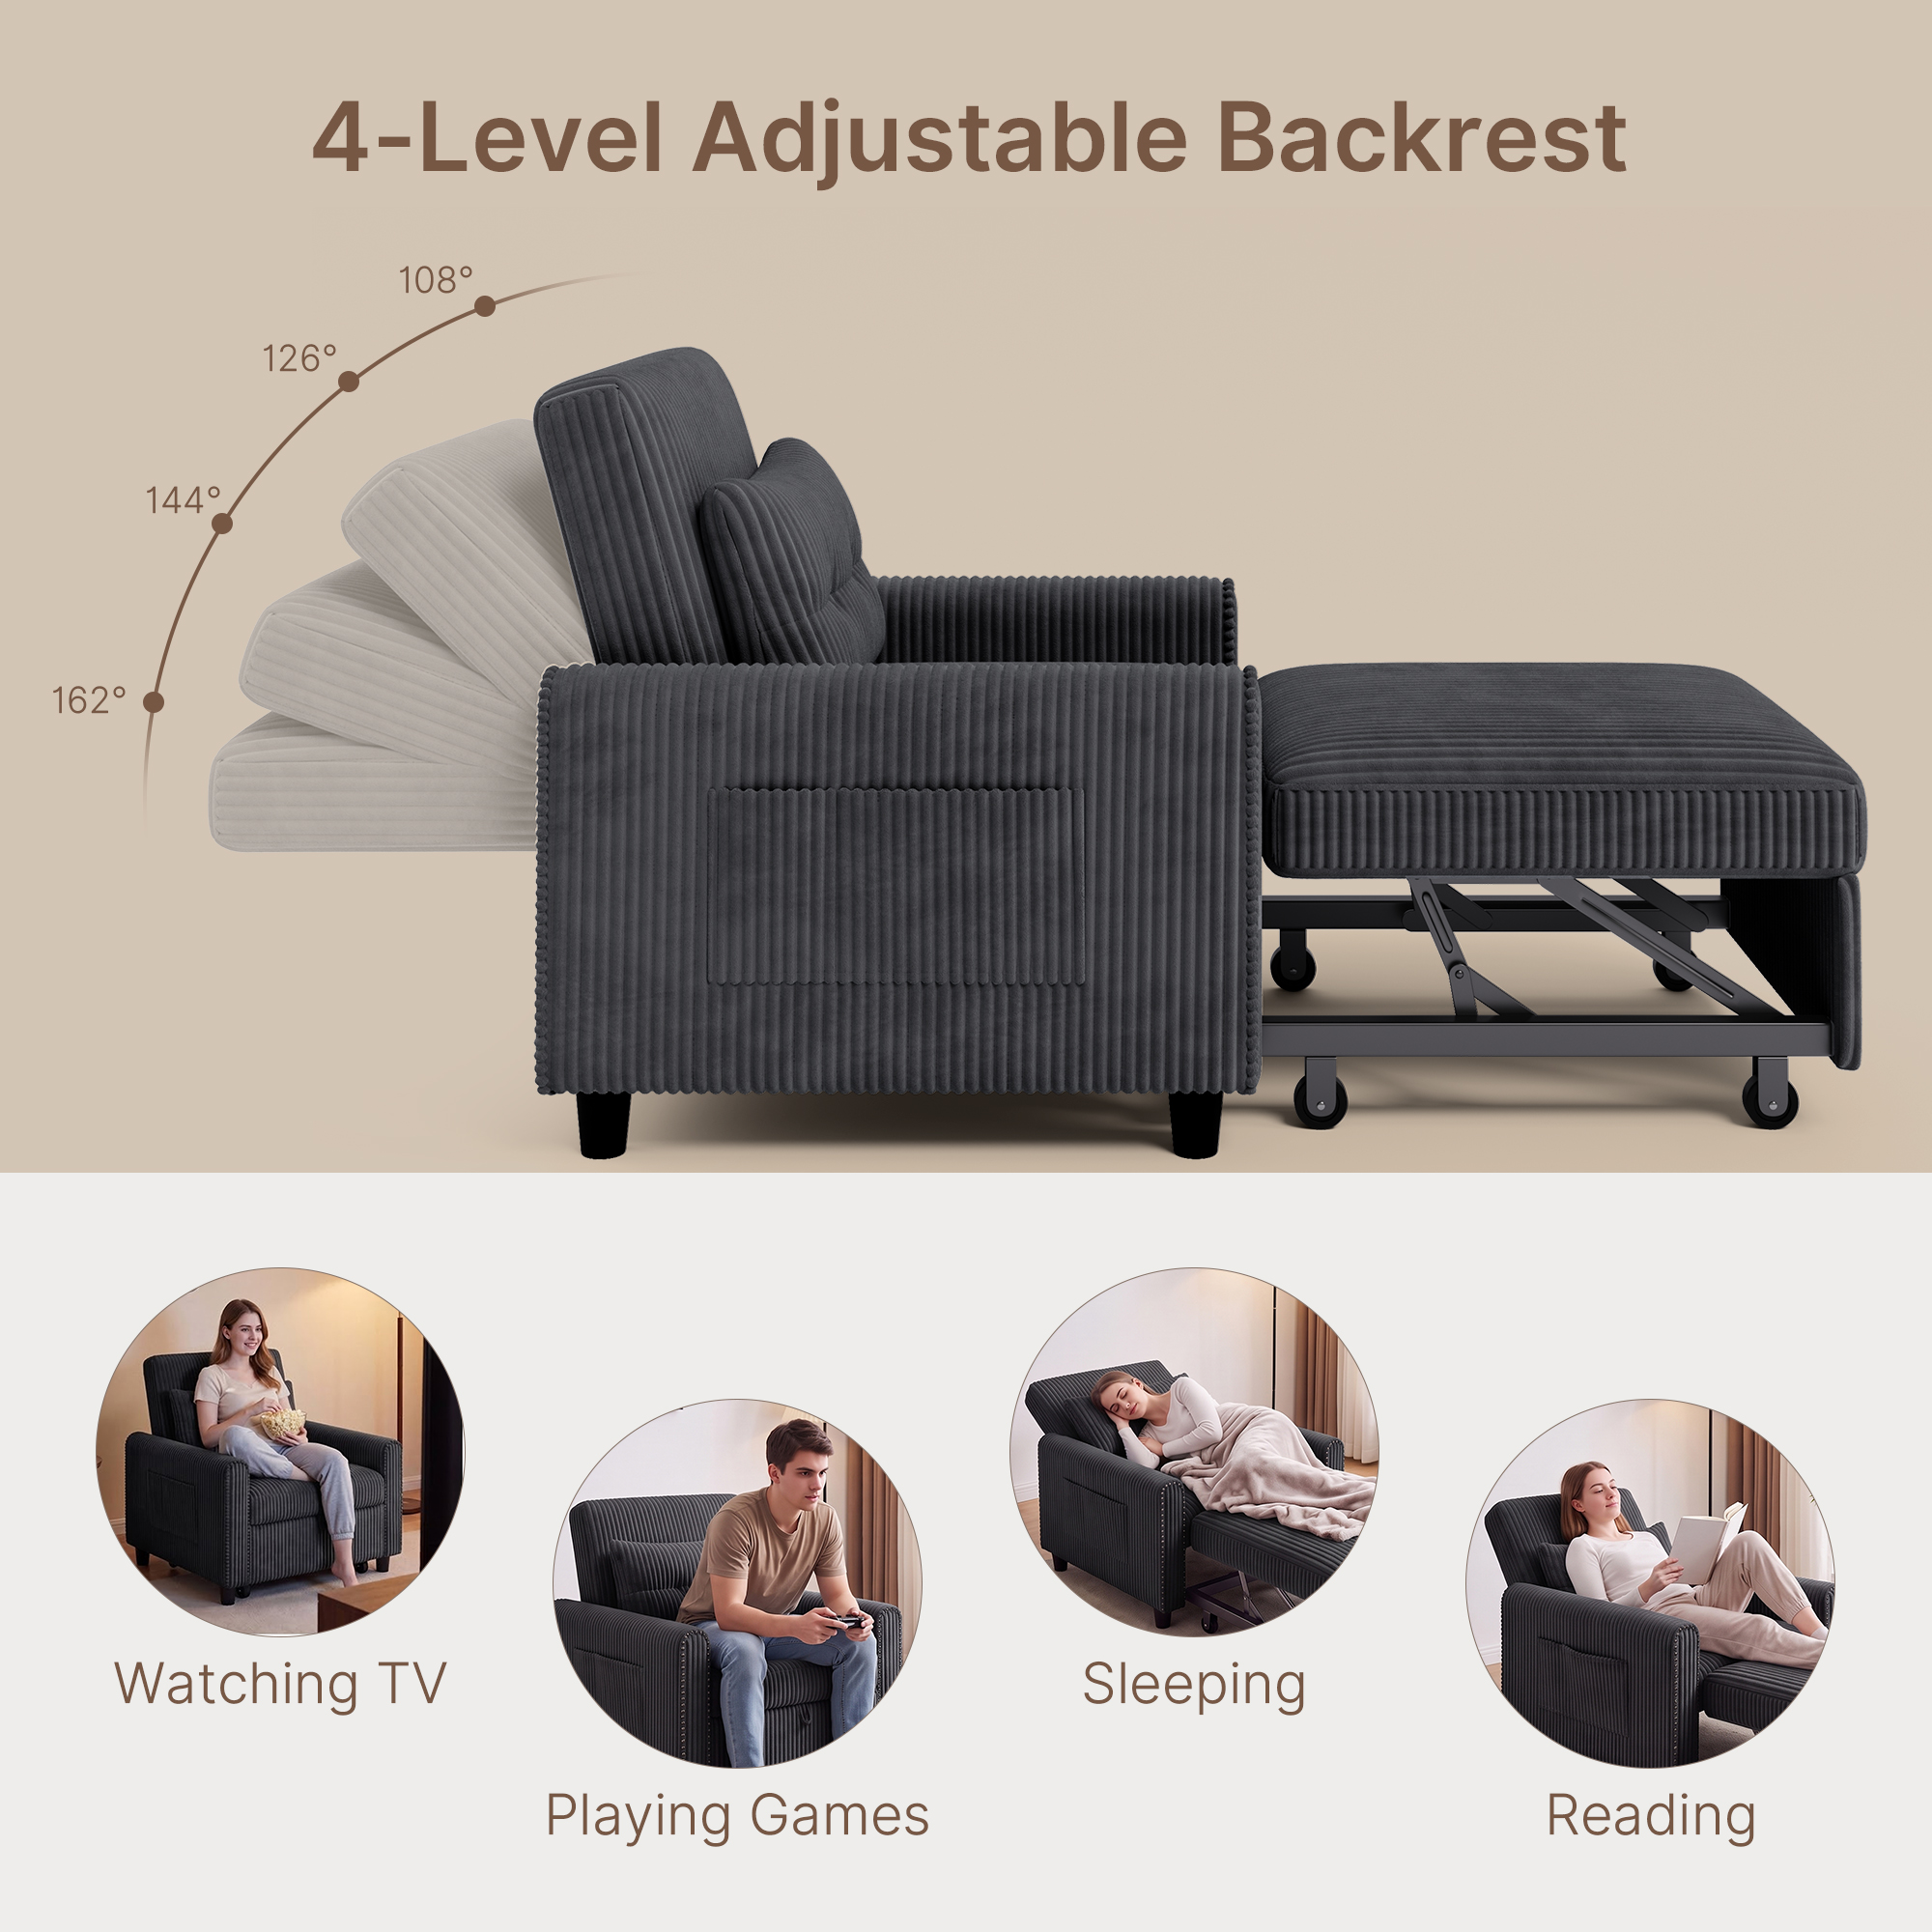 4-Level Adjustable Backrest
108°
126°
144°
162°
Watching TV
Playing Games
Sleeping
Reading